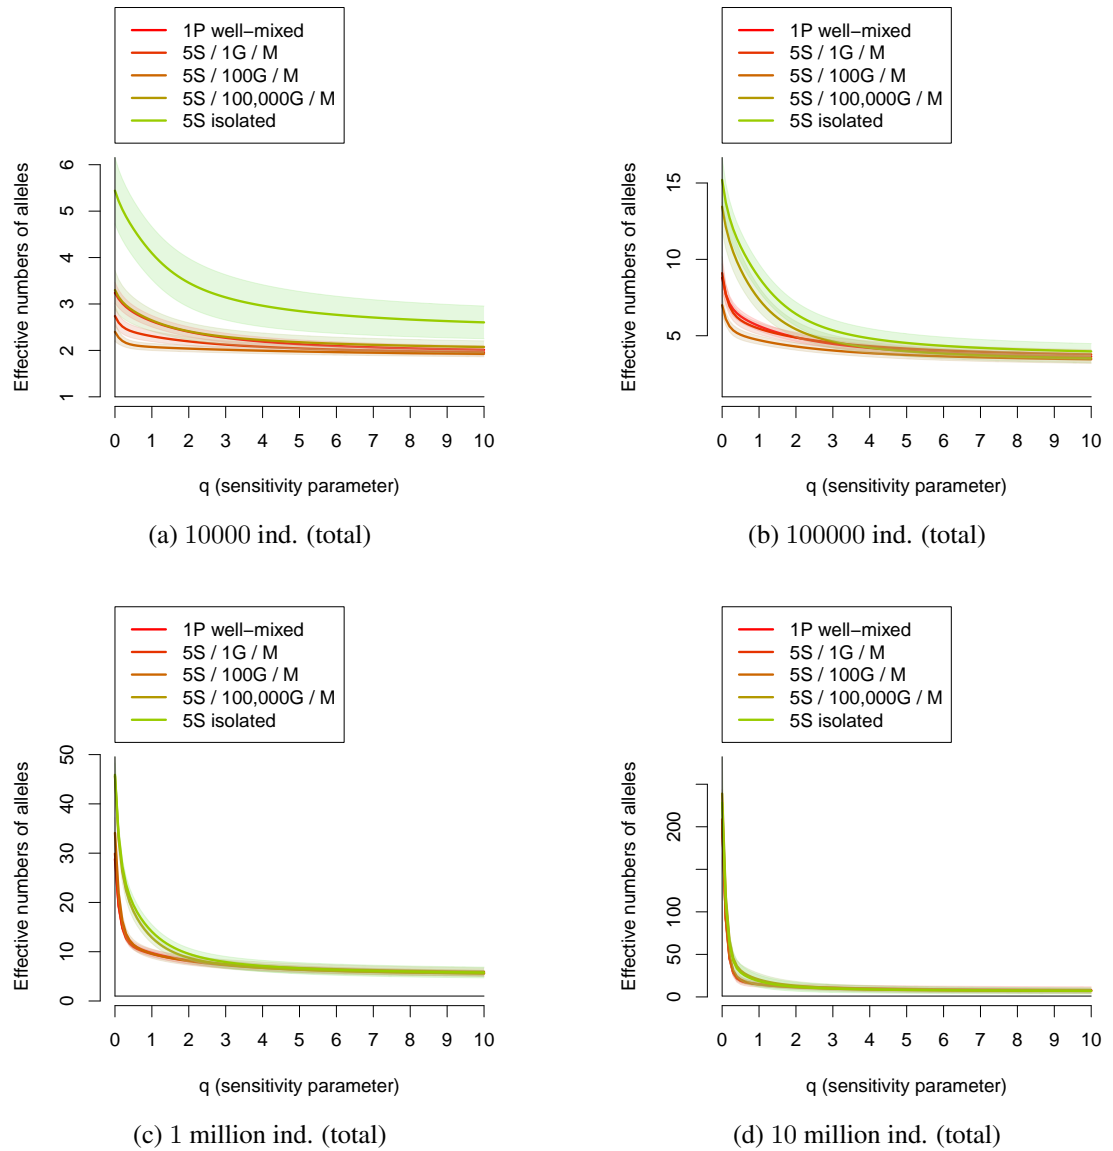 1P well−mixed
5S / 1G / M
5S / 100G / M
5S / 100,000G / M
5S isolated
Effective numbers of alleles
6
5
4
3
2
1
0 1 2 3 4 5 6 7 8 9 10
q (sensitivity parameter)
(a) 10000 ind. (total)
1P well−mixed
5S / 1G / M
5S / 100G / M
5S / 100,000G / M
5S isolated
Effective numbers of alleles
15
10
5
0 1 2 3 4 5 6 7 8 9 10
q (sensitivity parameter)
(b) 100000 ind. (total)
1P well−mixed
5S / 1G / M
5S / 100G / M
5S / 100,000G / M
5S isolated
Effective numbers of alleles
50
40
30
20
10
0
0 1 2 3 4 5 6 7 8 9 10
q (sensitivity parameter)
(c) 1 million ind. (total)
1P well−mixed
5S / 1G / M
5S / 100G / M
5S / 100,000G / M
5S isolated
Effective numbers of alleles
200
100
50
0
0 1 2 3 4 5 6 7 8 9 10
q (sensitivity parameter)
(d) 10 million ind. (total)